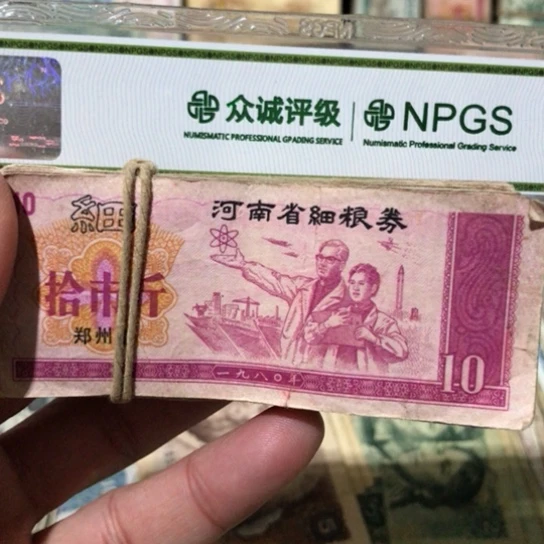 众诚评级
NUMISMATIC PROFESSIONAL GRADING SERVICE
NPGS
Numismatic Professional Grading Service
10
細
河南省細粮券
拾市斤
郑州
一九八〇年
10